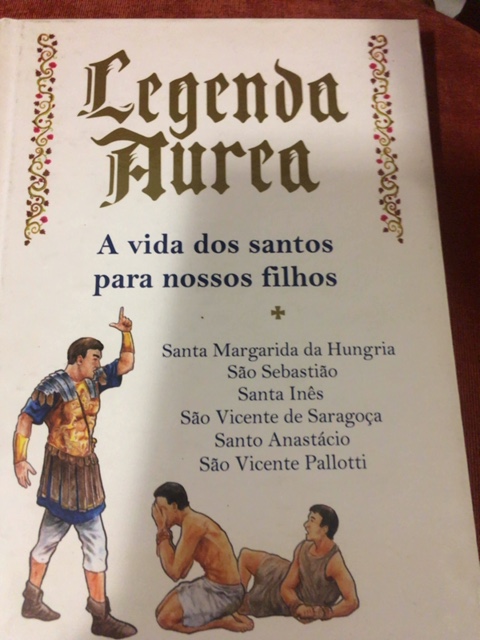 Legenda
Aurea
A vida dos santos
para nossos filhos
Santa Margarida da Hungria
São Sebastião
Santa Inês
São Vicente de Saragoça
Santo Anastácio
São Vicente Pallotti